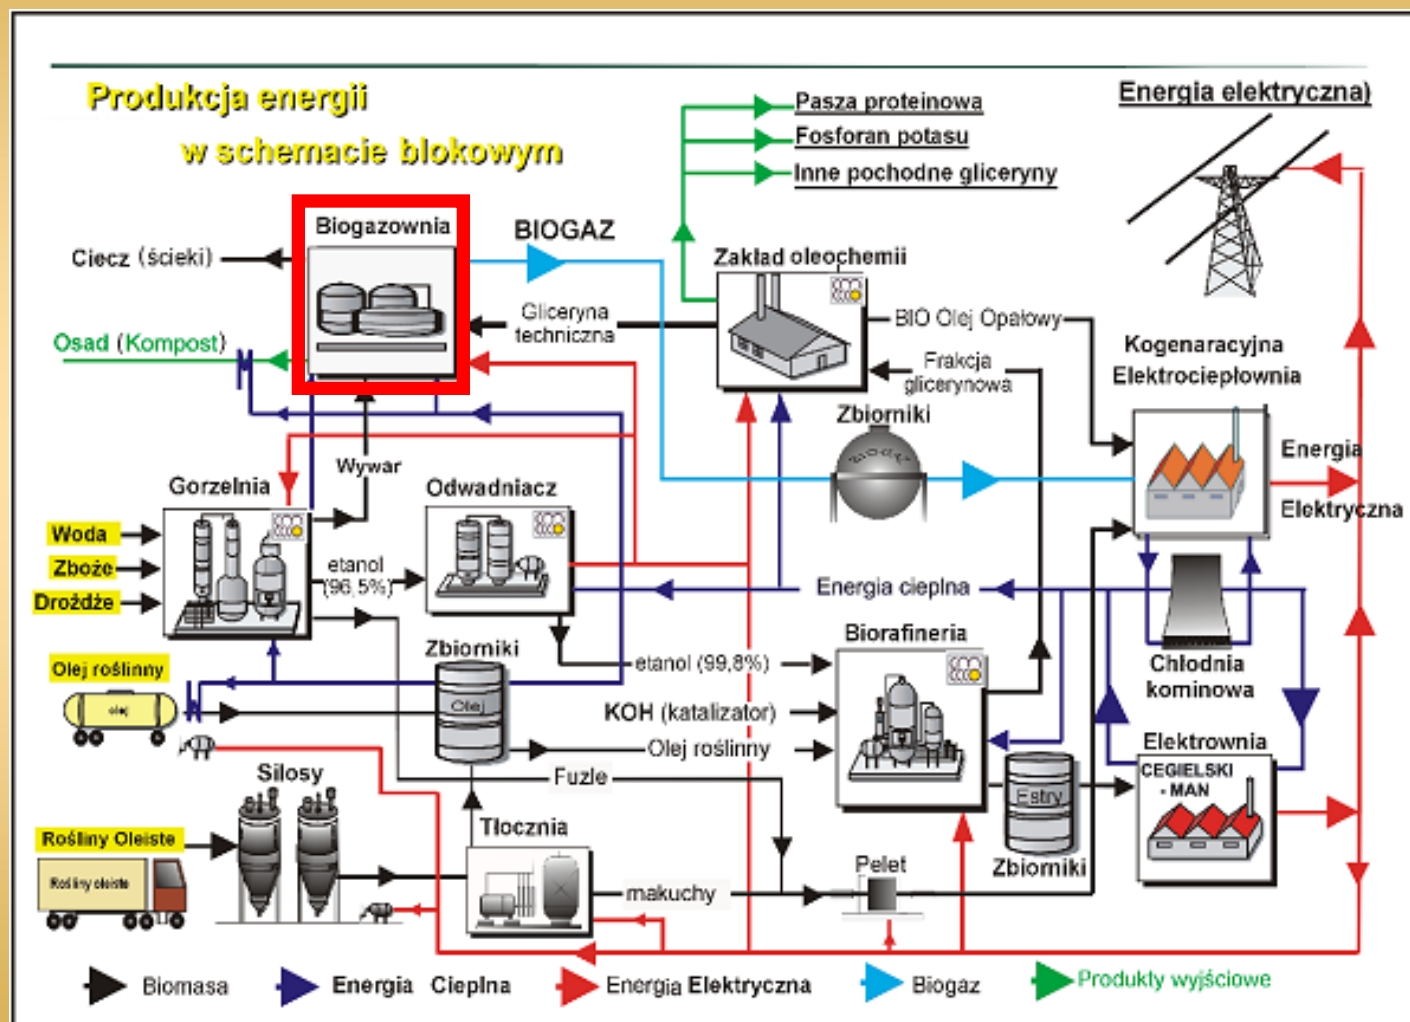 Produkcja energii
w schemacie blokowym
Pasza proteinowa
Fosforan potasu
Inne pochodne gliceryny
Energia elektryczna)
Biogazownia
BIOGAZ
Ciecz (ścieki)
Zakład oleochemii
Gliceryna
techniczna
BIO Olej Opałowy
Osad (Kompost)
Frakcja
glicerynowa
Kogenaracyjna
Elektrociepłownia
Zbiorniki
BIOGAZ
Energia
Elektryczna
Wywar
Gorzelnia
Odwadniacz
Woda
Zboże
Drożdże
etanol
(96,5%)
Energia cieplna
Biorafineria
Chłodnia
kominowa
Olej roślinny
olej
Zbiorniki
Olej
etanol (99,8%)
KOH (katalizator)
Olej roślinny
Elektrownia
CEGIELSKI
- MAN
Silosy
Fuzle
Estry
Zbiorniki
Rośliny Oleiste
Rośliny oleiste
Tłocznia
makuchy
Pelet
Biomasa
Energia Cieplna
Energia Elektryczna
Biogaz
Produkty wyjściowe